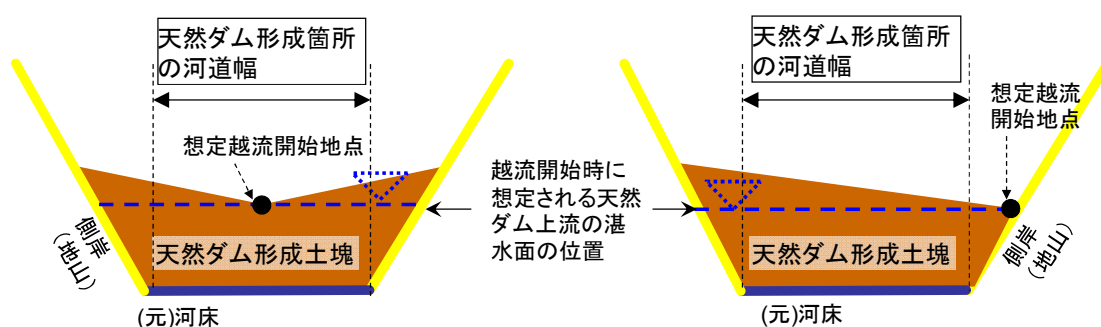 天然ダム形成箇所
の河道幅
想定越流開始地点
側岸
(地山)
天然ダム形成土塊
(元)河床
越流開始時に
想定される天然
ダム上流の湛
水面の位置
天然ダム形成箇所
の河道幅
想定越流
開始地点
天然ダム形成土塊
側岸
(地山)
(元)河床